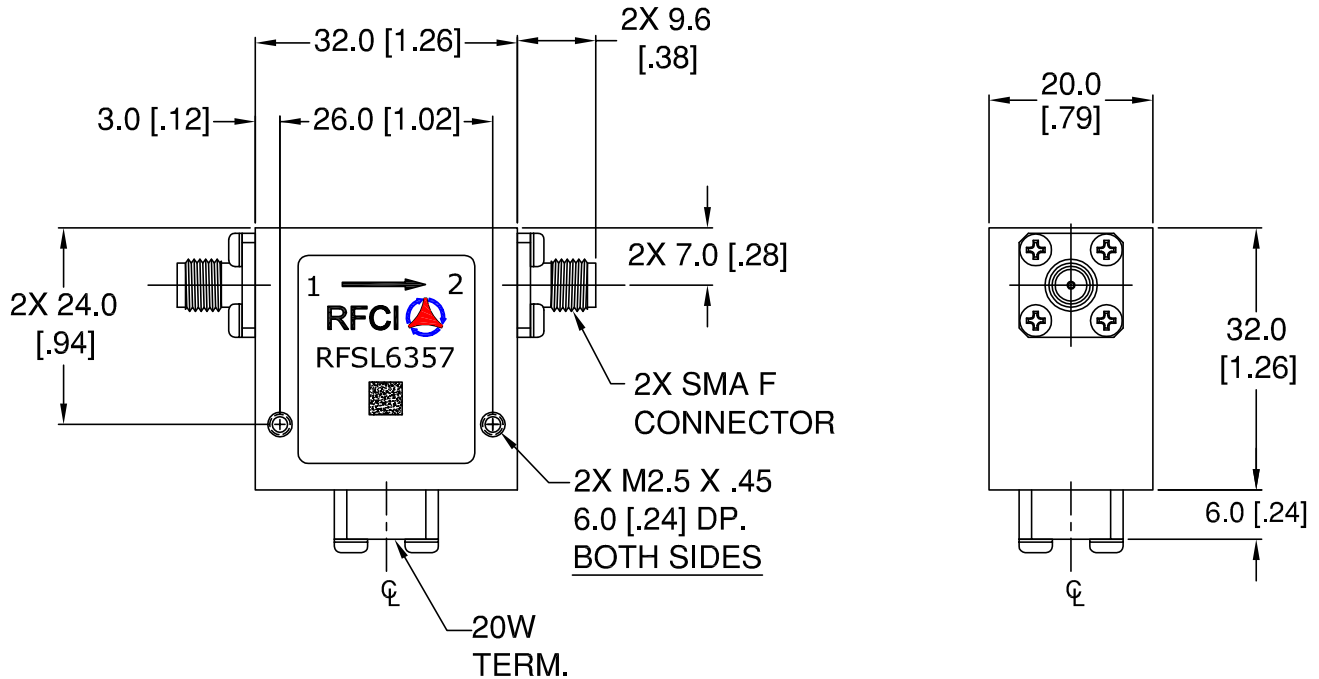 32.0 [1.26]
2X 9.6
[.38]
3.0 [.12]
26.0 [1.02]
2X 7.0 [.28]
2X 24.0
[.94]
1
2
RFCI
RFSL6357
2X SMA F
CONNECTOR
2X M2.5 X .45
6.0 [.24] DP.
BOTH SIDES
℄
20W
TERM.
20.0
[.79]
32.0
[1.26]
6.0 [.24]
℄